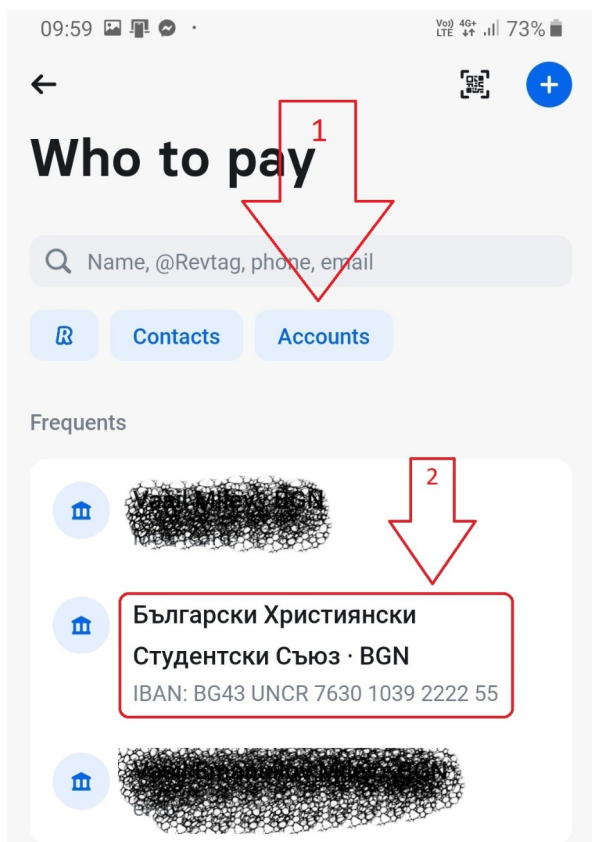 09:59 Vo)) LTE 4G+ 73%
1
Who to pay
Name, @Revtag, phone, email
R Contacts Accounts
Frequents
2
BGN
Български Християнски
Студентски Съюз · BGN
IBAN: BG43 UNCR 7630 1039 2222 55